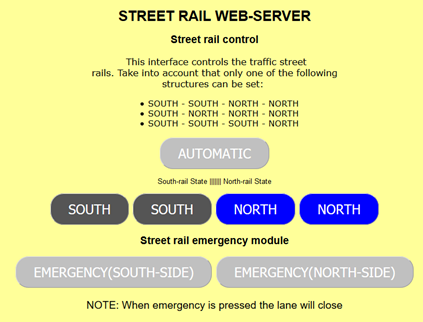 STREET RAIL WEB-SERVER
Street rail control
This interface controls the traffic street
rails. Take into account that only one of the following
structures can be set:
• SOUTH - SOUTH - NORTH - NORTH
• SOUTH - NORTH - NORTH - NORTH
• SOUTH - SOUTH - SOUTH - NORTH
AUTOMATIC
South-rail State |||||| North-rail State
SOUTH SOUTH NORTH NORTH
Street rail emergency module
EMERGENCY(SOUTH-SIDE) EMERGENCY(NORTH-SIDE)
NOTE: When emergency is pressed the lane will close